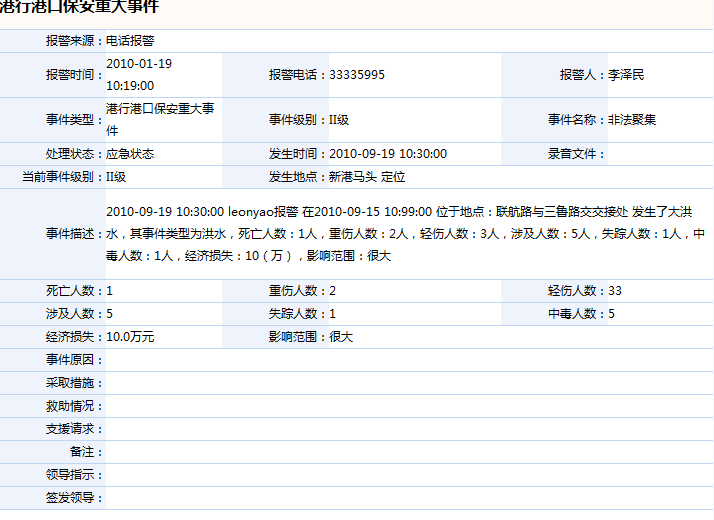 港行港口保安重大事件
报警来源：电话报警
报警时间：2010-01-19 10:19:00 报警电话：33335995 报警人：李泽民
事件类型：港行港口保安重大事件 事件级别：II级 事件名称：非法聚集
处理状态：应急状态 发生时间：2010-09-19 10:30:00 录音文件：
当前事件级别：II级 发生地点：新港马头 定位
事件描述：2010-09-19 10:30:00 leonyao报警 在2010-09-15 10:99:00 位于地点：联航路与三鲁路交交接处 发生了大洪
水，其事件类型为洪水，死亡人数：1人，重伤人数：2人，轻伤人数：3人，涉及人数：5人，失踪人数：1人，中
毒人数：1人，经济损失：10（万），影响范围：很大
死亡人数：1 重伤人数：2 轻伤人数：33
涉及人数：5 失踪人数：1 中毒人数：5
经济损失：10.0万元 影响范围：很大
事件原因：
采取措施：
救助情况：
支援请求：
备注：
领导指示：
签发领导：